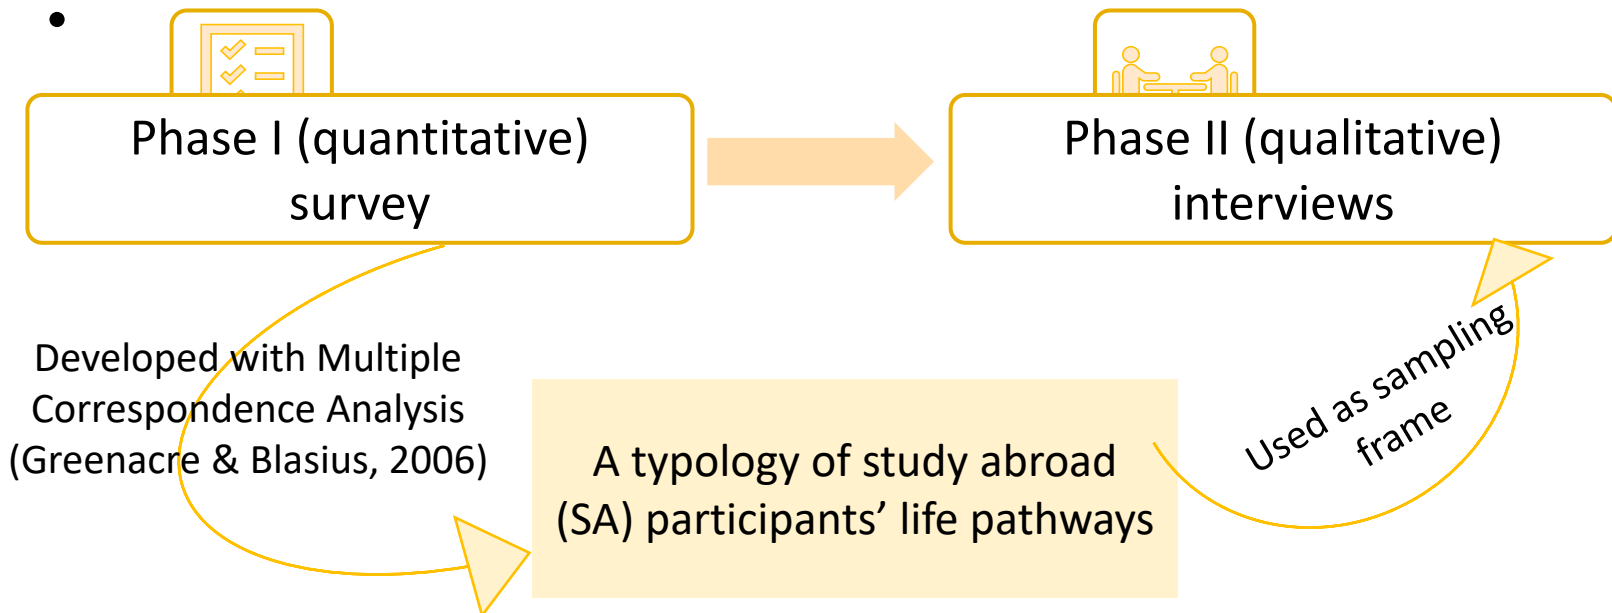 •
Phase I (quantitative)
survey
Phase II (qualitative)
interviews
Developed with Multiple
Correspondence Analysis
(Greenacre & Blasius, 2006)
A typology of study abroad
(SA) participants’ life pathways
Used as sampling
frame